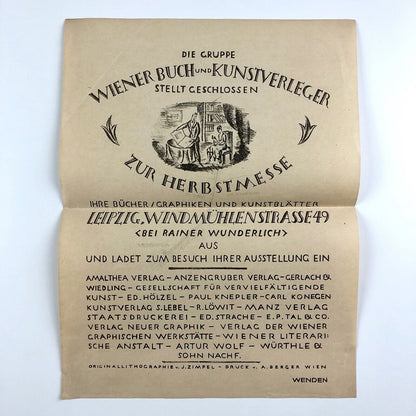 DIE GRUPPE
WIENER BUCH UND KUNSTVERLEGER
STELLT GESCHLOSSEN
ZUR HERBSTMESSE
IHRE BÜCHER/GRAPHIKEN UND KUNSTBLÄTTER
LEIPZIG, WINDMÜHLENSTRASSE 49
<BEI RAINER WUNDERLICH>
AUS
UND LADET ZUM BESUCH IHRER AUSSTELLUNG EIN
AMALTHEA VERLAG – ANZENGRUBER VERLAG – GERLACH &
WIEDLING – GESELLSCHAFT FÜR VERVIELFÄLTIGENDE
KUNST – ED. HÖLZEL – PAUL KNEPLER – CARL KONEGEN
KUNSTVERLAG S. LEBEL – R. LÖWIT – MANZ VERLAG
STAATSDRUCKEREI – ED. STRACHE – E.P. TAL & CO.
VERLAG NEUER GRAPHIK – VERLAG DER WIENER
GRAPHISCHEN WERKSTÄTTE – WIENER LITERARI=
SCHE ANSTALT – ARTUR WOLF – WÜRTHLE &
SOHN NACHF.
ORIGINALLITHOGRAPHIE v. J. ZIMPEL – DRUCK v. A. BERGER WIEN
WENDEN